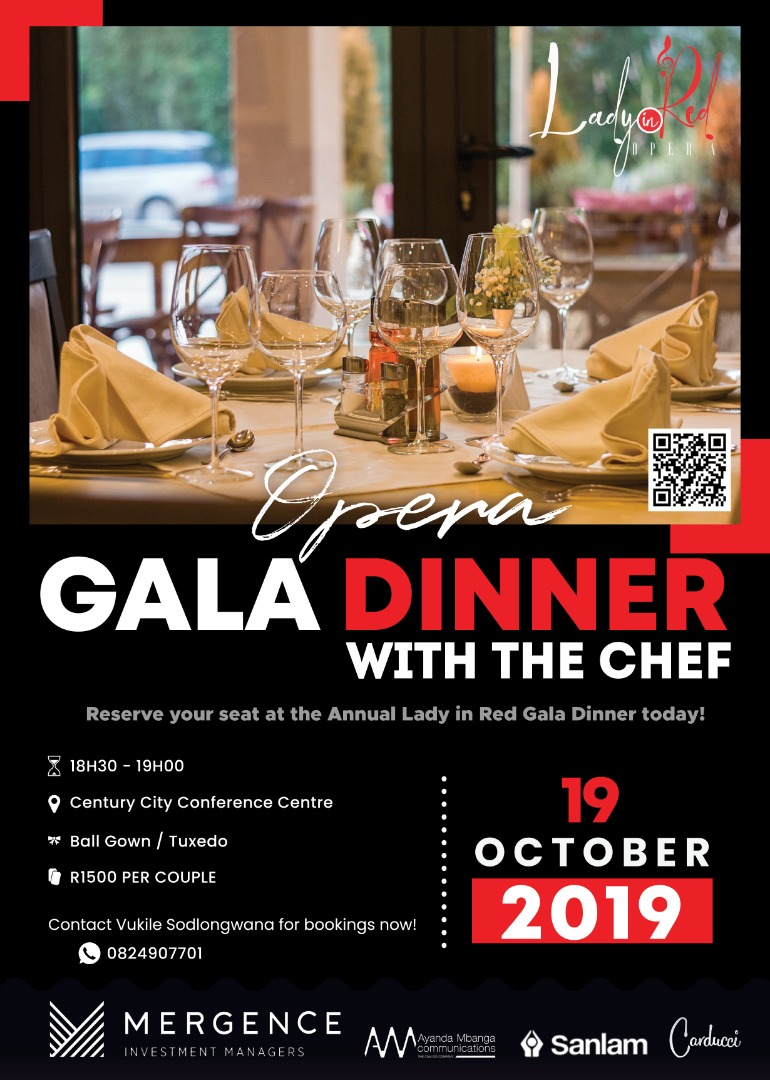 Lady in Red
OPERA
Opera
GALA DINNER
WITH THE CHEF
Reserve your seat at the Annual Lady in Red Gala Dinner today!
18H30 - 19H00
Century City Conference Centre
Ball Gown / Tuxedo
R1500 PER COUPLE
Contact Vukile Sodlongwana for bookings now!
0824907701
19
OCTOBER
2019
MERGENCE
INVESTMENT MANAGERS
Ayanda Mbanga
communications
Sanlam
Carducci